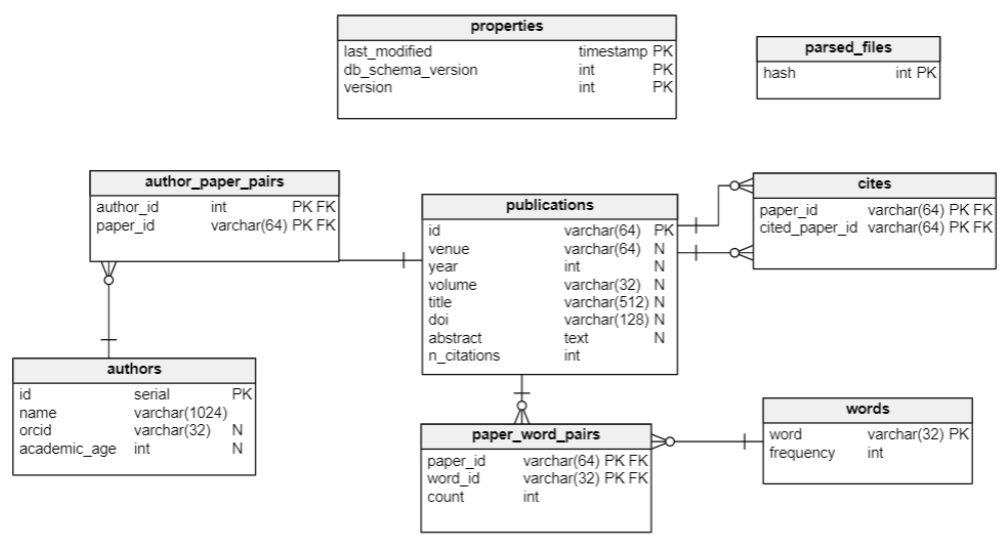 properties
last_modified timestamp PK
db_schema_version int PK
version int PK
parsed_files
hash int PK
author_paper_pairs
author_id int PK FK
paper_id varchar(64) PK FK
publications
id varchar(64) PK
venue varchar(64) N
year int N
volume varchar(32) N
title varchar(512) N
doi varchar(128) N
abstract text N
n_citations int
cites
paper_id varchar(64) PK FK
cited_paper_id varchar(64) PK FK
authors
id serial PK
name varchar(1024)
orcid varchar(32) N
academic_age int N
paper_word_pairs
paper_id varchar(64) PK FK
word_id varchar(32) PK FK
count int
words
word varchar(32) PK
frequency int